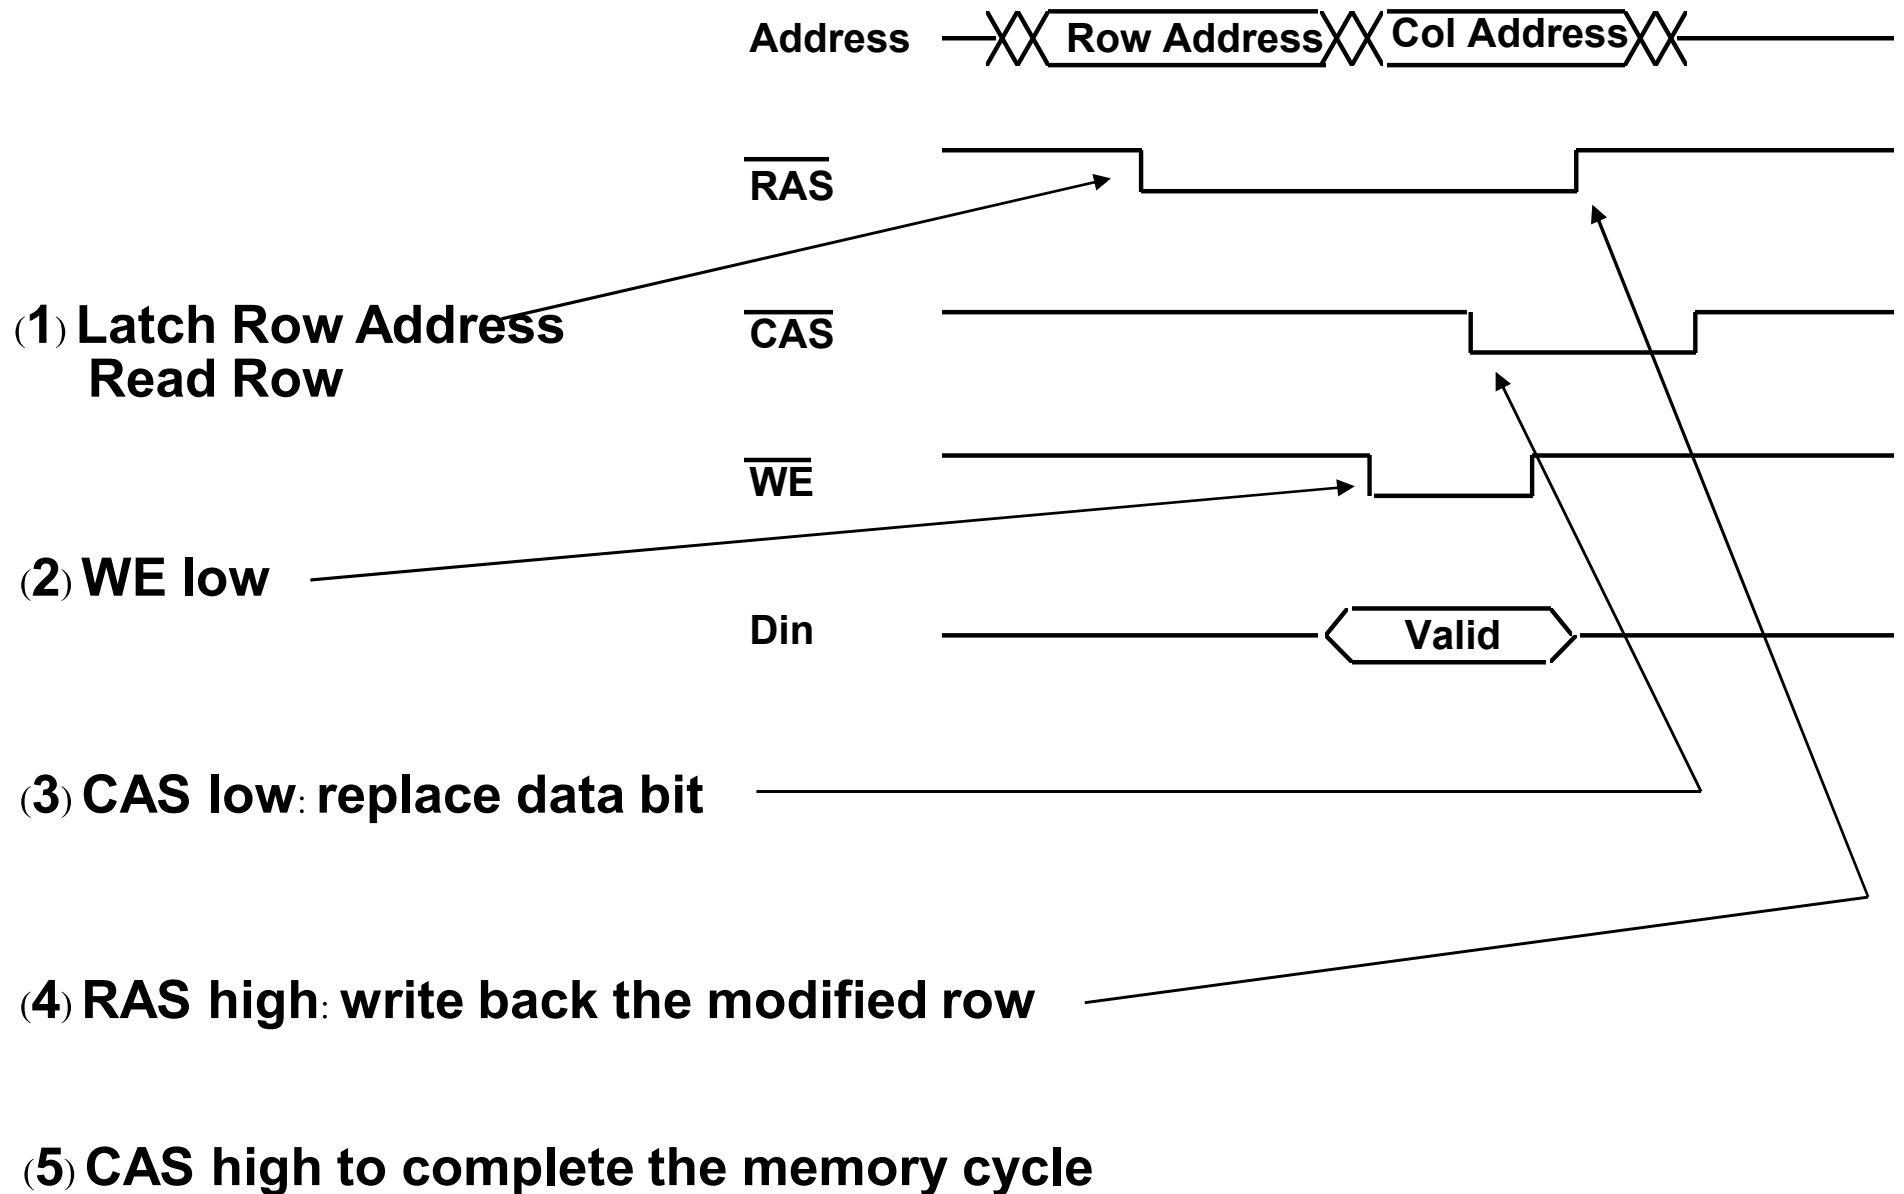 Address Row Address Col Address
RAS
(1) Latch Row Address
Read Row
CAS
WE
(2) WE low
Din Valid
(3) CAS low: replace data bit
(4) RAS high: write back the modified row
(5) CAS high to complete the memory cycle